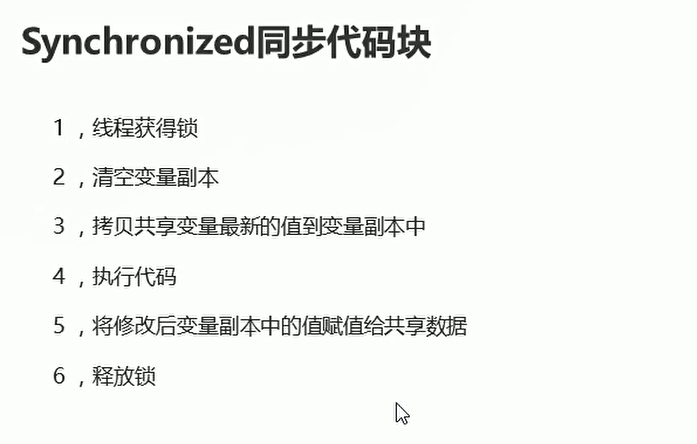 Synchronized同步代码块
1，线程获得锁
2，清空变量副本
3，拷贝共享变量最新的值到变量副本中
4，执行代码
5，将修改后变量副本中的值赋值给共享数据
6，释放锁